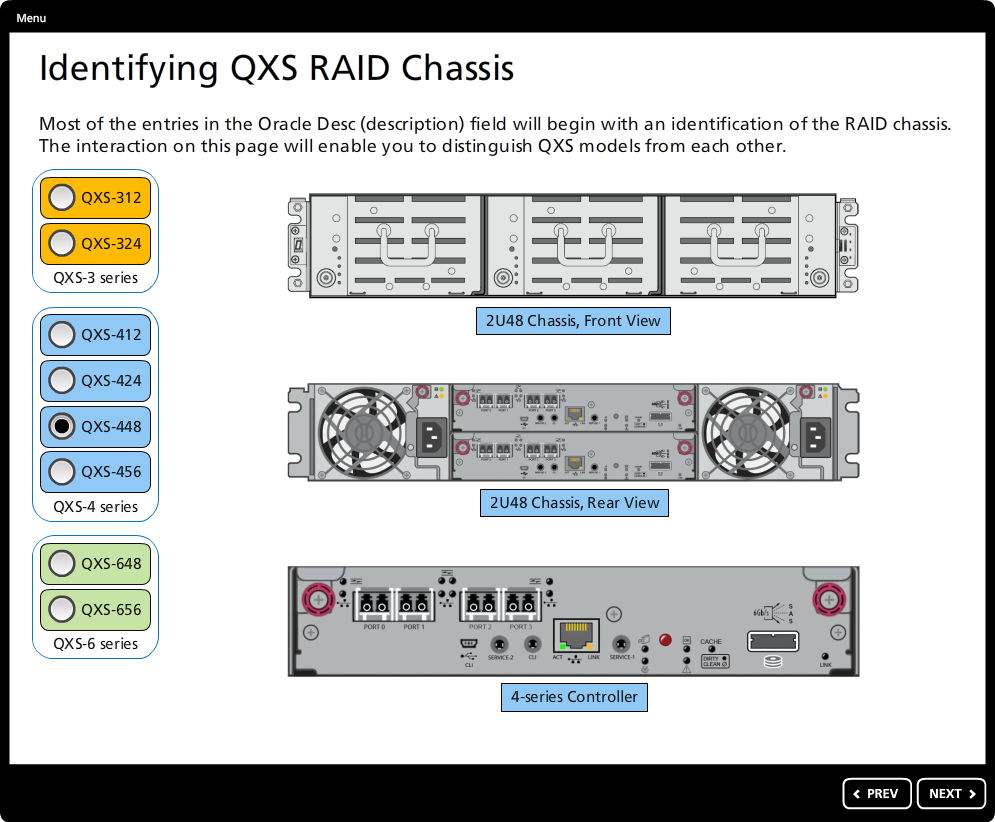 Menu
Identifying QXS RAID Chassis
Most of the entries in the Oracle Desc (description) field will begin with an identification of the RAID chassis.
The interaction on this page will enable you to distinguish QXS models from each other.
QXS-312
QXS-324
QXS-3 series
QXS-412
QXS-424
QXS-448
QXS-456
QXS-4 series
QXS-648
QXS-656
QXS-6 series
2U48 Chassis, Front View
2U48 Chassis, Rear View
PORT 0
PORT 1
PORT 2
PORT 3
6Gb/s
S
A
S
CLI
SERVICE-2
CLI
ACT
LINK
SERVICE-1
CACHE
DIRTY
CLEAN
LINK
4-series Controller
PREV
NEXT